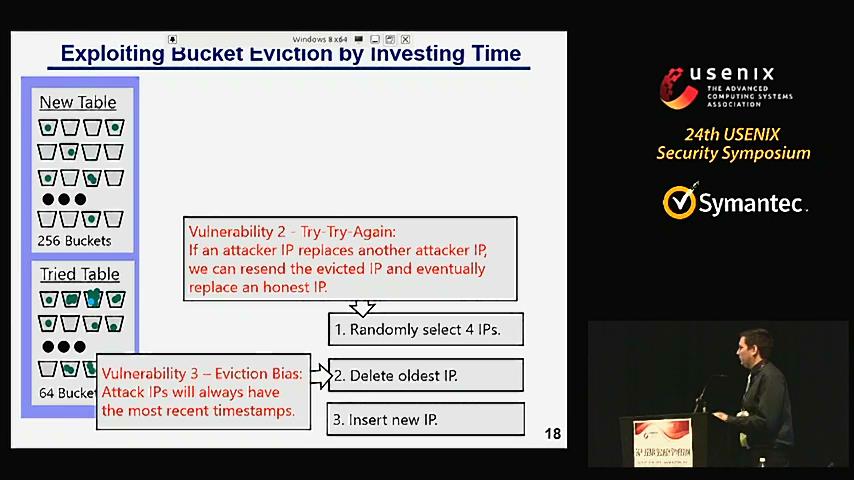 Windows 8 x64
Exploiting Bucket Eviction by Investing Time
New Table
256 Buckets
Tried Table
64 Bucket
Vulnerability 2 - Try-Try-Again:
If an attacker IP replaces another attacker IP,
we can resend the evicted IP and eventually
replace an honest IP.
1. Randomly select 4 IPs.
Vulnerability 3 – Eviction Bias:
Attack IPs will always have
the most recent timestamps.
2. Delete oldest IP.
3. Insert new IP.
18
usenix
THE ADVANCED
COMPUTING SYSTEMS
ASSOCIATION
24th USENIX
Security Symposium
Symantec.